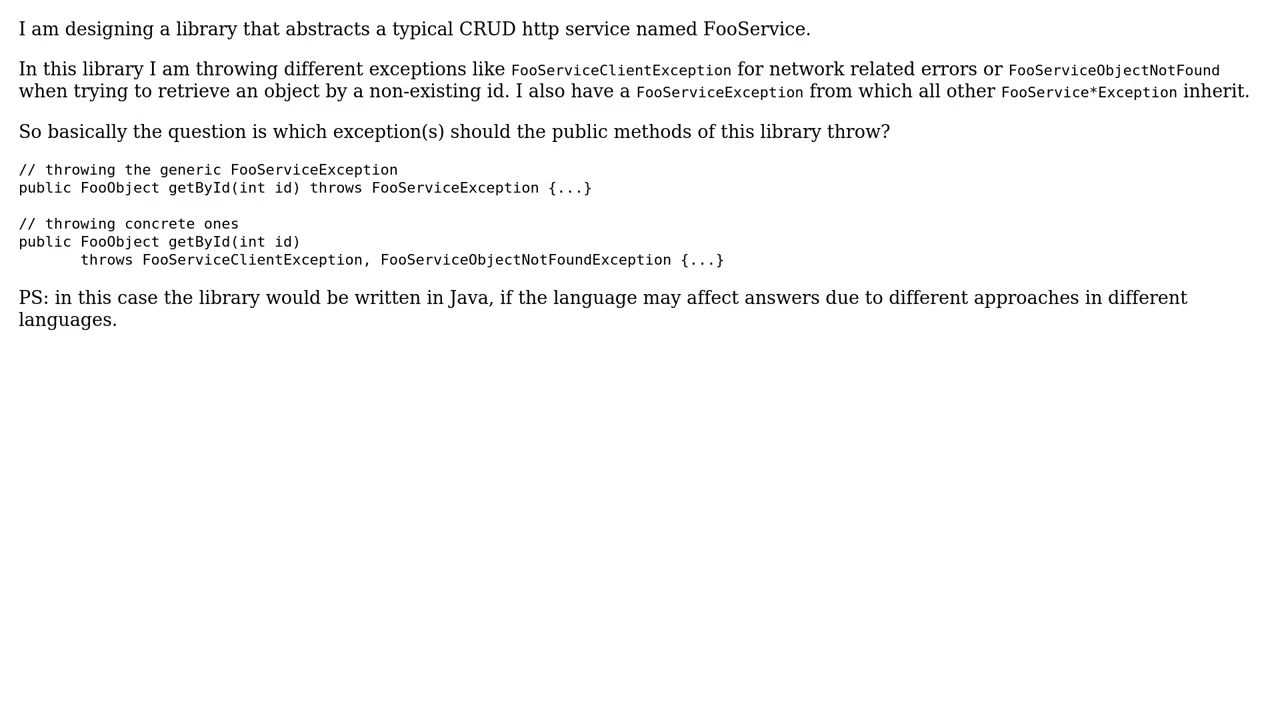 I am designing a library that abstracts a typical CRUD http service named FooService.
In this library I am throwing different exceptions like FooServiceClientException for network related errors or FooServiceObjectNotFound
when trying to retrieve an object by a non-existing id. I also have a FooServiceException from which all other FooService*Exception inherit.
So basically the question is which exception(s) should the public methods of this library throw?
// throwing the generic FooServiceException
public FooObject getById(int id) throws FooServiceException {...}
// throwing concrete ones
public FooObject getById(int id)
throws FooServiceClientException, FooServiceObjectNotFoundException {...}
PS: in this case the library would be written in Java, if the language may affect answers due to different approaches in different
languages.